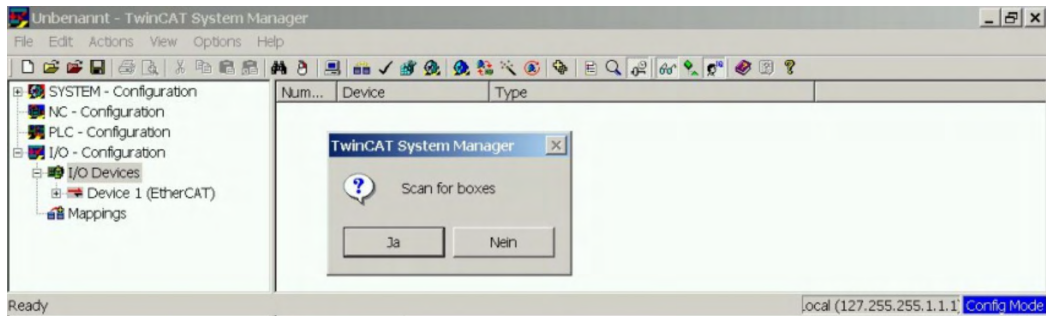 Unbenannt - TwinCAT System Manager
File Edit Actions View Options Help
SYSTEM - Configuration
NC - Configuration
PLC - Configuration
I/O - Configuration
I/O Devices
Device 1 (EtherCAT)
Mappings
Num... Device Type
TwinCAT System Manager
Scan for boxes
Ja Nein
Ready
ocal (127.255.255.1.1.1) Config Mode